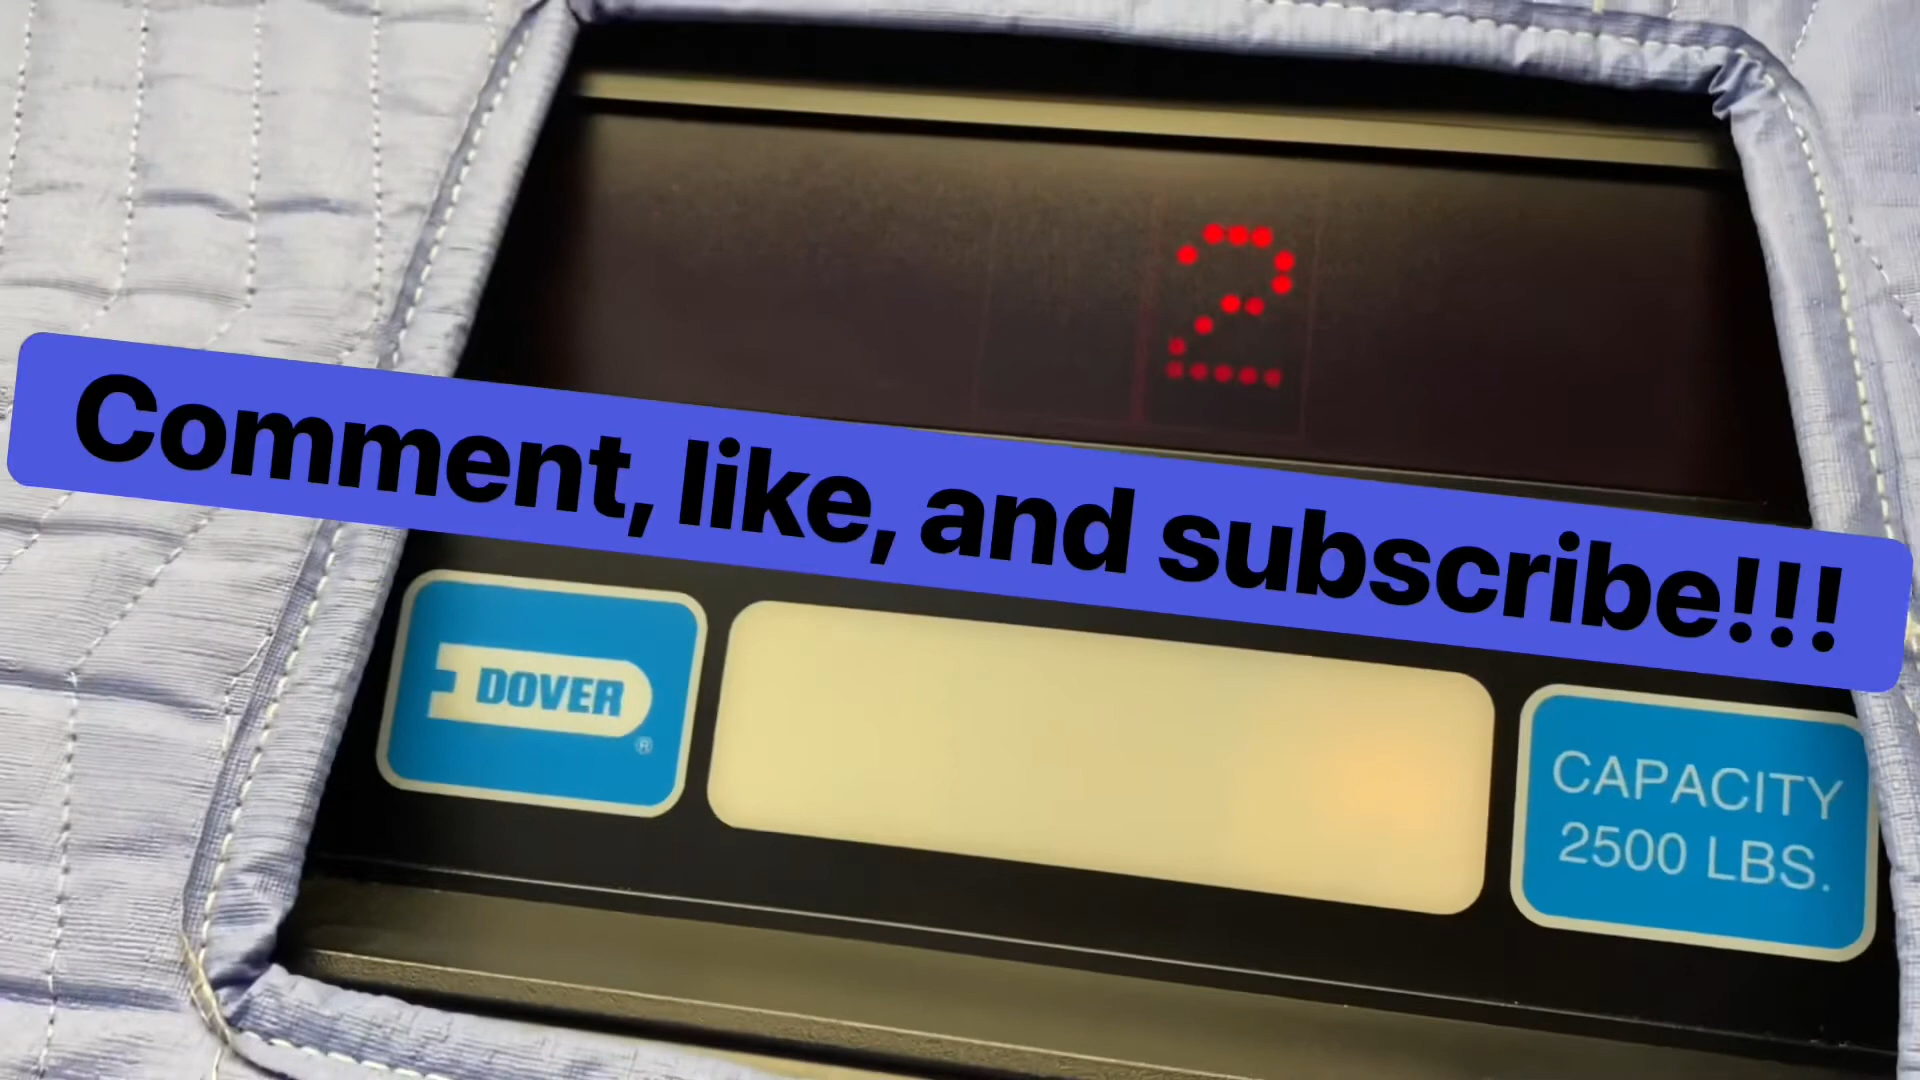 2
Comment, like, and subscribe!!!
DOVER
®
CAPACITY
2500 LBS.